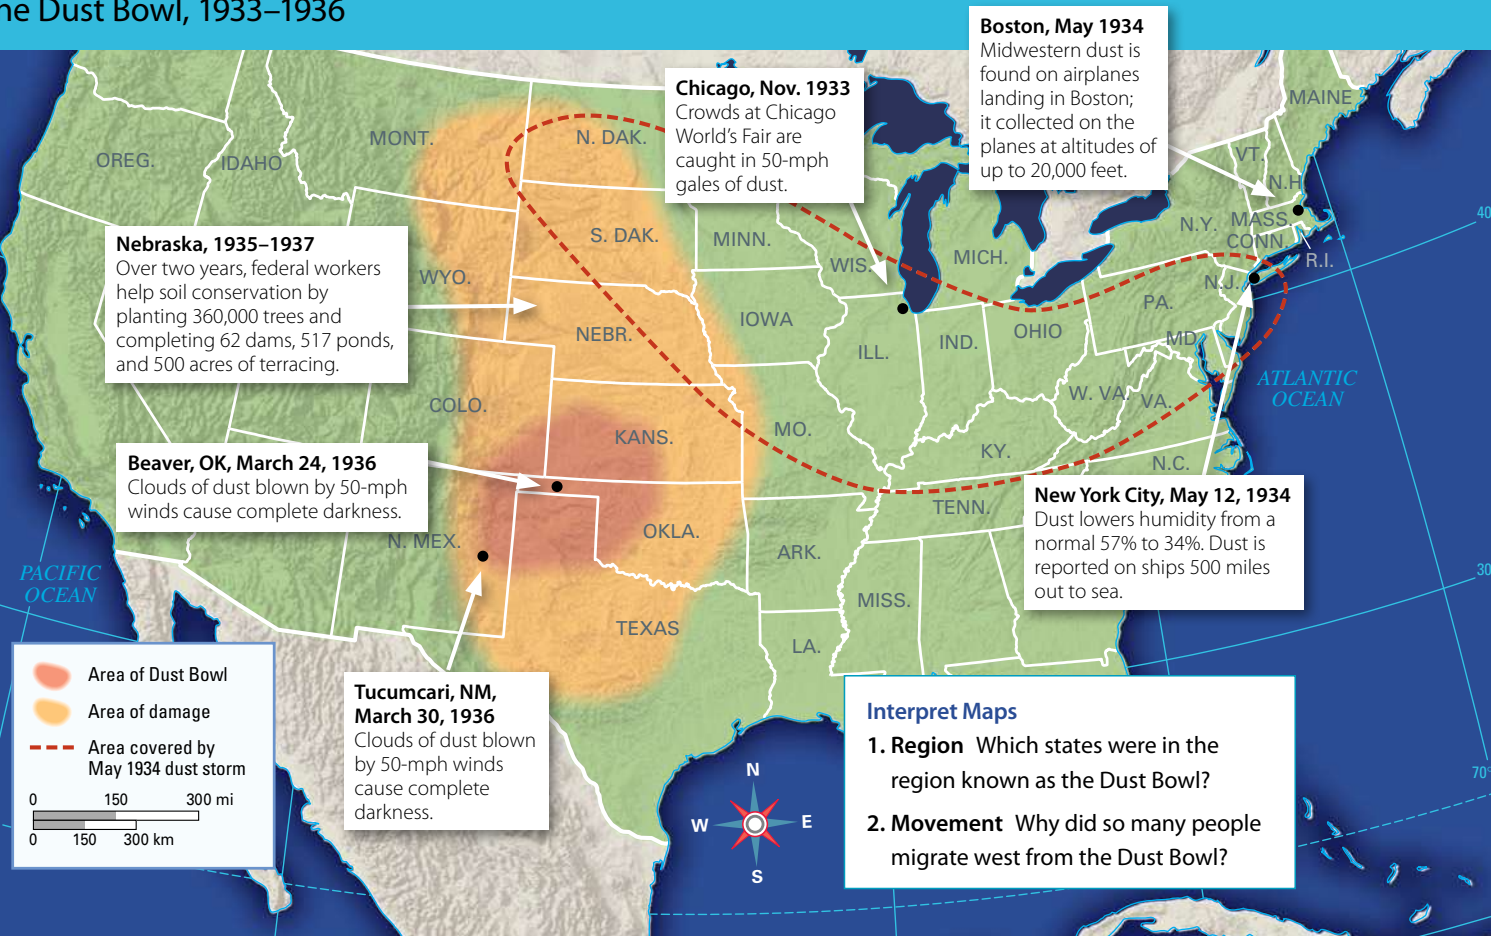 he Dust Bowl, 1933–1936
Boston, May 1934
Midwestern dust is
found on airplanes
landing in Boston;
it collected on the
planes at altitudes of
up to 20,000 feet.
Chicago, Nov. 1933
Crowds at Chicago
World's Fair are
caught in 50-mph
gales of dust.
Nebraska, 1935–1937
Over two years, federal workers
help soil conservation by
planting 360,000 trees and
completing 62 dams, 517 ponds,
and 500 acres of terracing.
Beaver, OK, March 24, 1936
Clouds of dust blown by 50-mph
winds cause complete darkness.
Tucumcari, NM,
March 30, 1936
Clouds of dust blown
by 50-mph winds
cause complete
darkness.
New York City, May 12, 1934
Dust lowers humidity from a
normal 57% to 34%. Dust is
reported on ships 500 miles
out to sea.
OREG.
IDAHO
MONT.
N. DAK.
MAINE
VT.
N.H
N.Y.
MASS.
CONN.
R.I.
WYO.
S. DAK.
MINN.
WIS.
MICH.
N.J.
PA.
MD
NEBR.
IOWA
ILL.
IND.
OHIO
W. VA.
VA.
COLO.
KANS.
MO.
KY.
N.C.
N. MEX.
OKLA.
ARK.
TENN.
TEXAS
LA.
MISS.
ATLANTIC
OCEAN
PACIFIC
OCEAN
40
30
70°
Area of Dust Bowl
Area of damage
Area covered by
May 1934 dust storm
0 150 300 mi
0 150 300 km
N
W E
S
Interpret Maps
1. Region Which states were in the
region known as the Dust Bowl?
2. Movement Why did so many people
migrate west from the Dust Bowl?